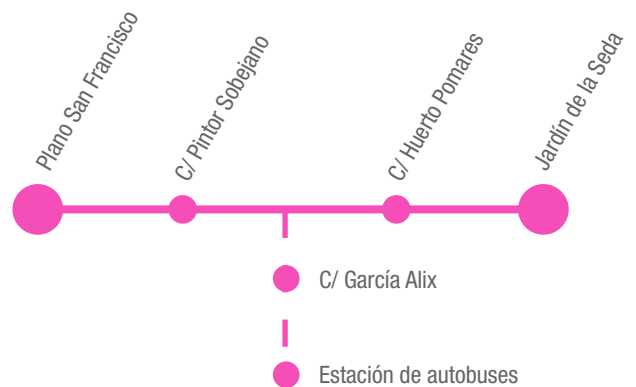 Plano San Francisco
C/ Pintor Sobejano
C/ Huerto Pomares
Jardín de la Seda
C/ García Alix
Estación de autobuses